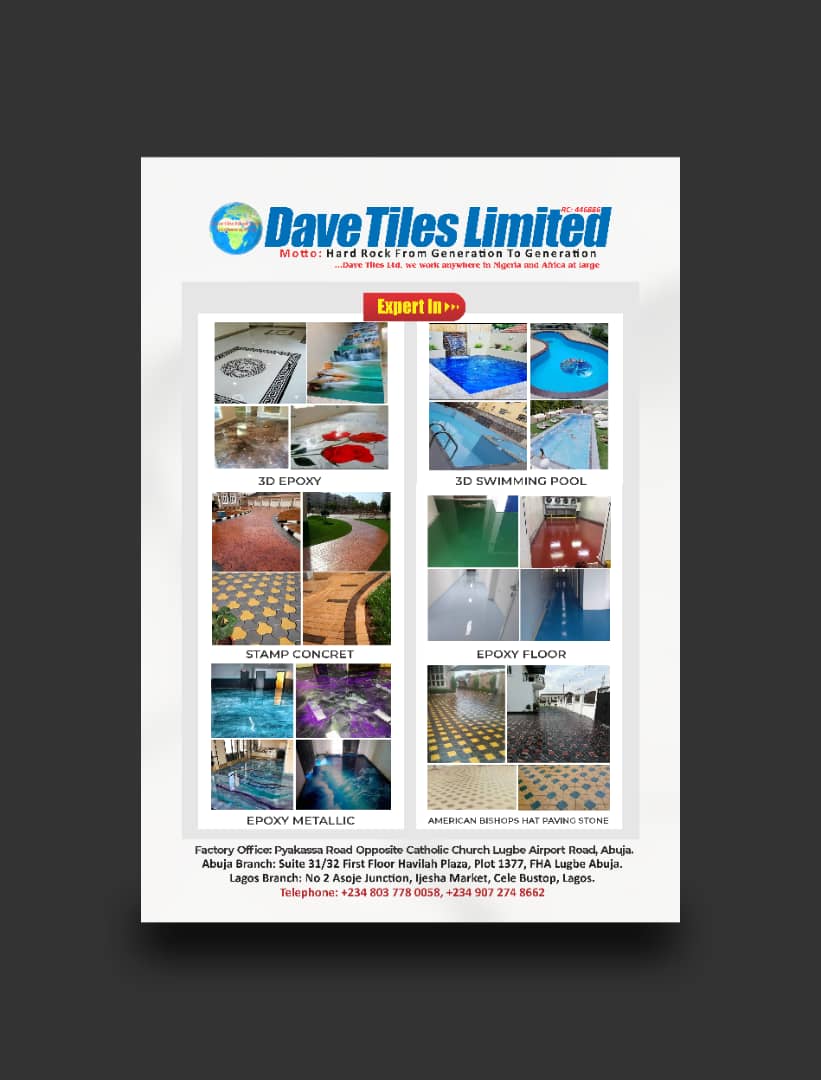 RC: 446886
Dave Tiles Limited
Motto: Hard Rock From Generation To Generation
...Dave Tiles Ltd. we work anywhere in Nigeria and Africa at large
Expert In
3D EPOXY
3D SWIMMING POOL
STAMP CONCRET
EPOXY FLOOR
EPOXY METALLIC
AMERICAN BISHOPS HAT PAVING STONE
Factory Office: Pyakassa Road Opposite Catholic Church Lugbe Airport Road, Abuja.
Abuja Branch: Suite 31/32 First Floor Havilah Plaza, Plot 1377, FHA Lugbe Abuja.
Lagos Branch: No 2 Asoje Junction, Ijesha Market, Cele Bustop, Lagos.
Telephone: +234 803 778 0058, +234 907 274 8662